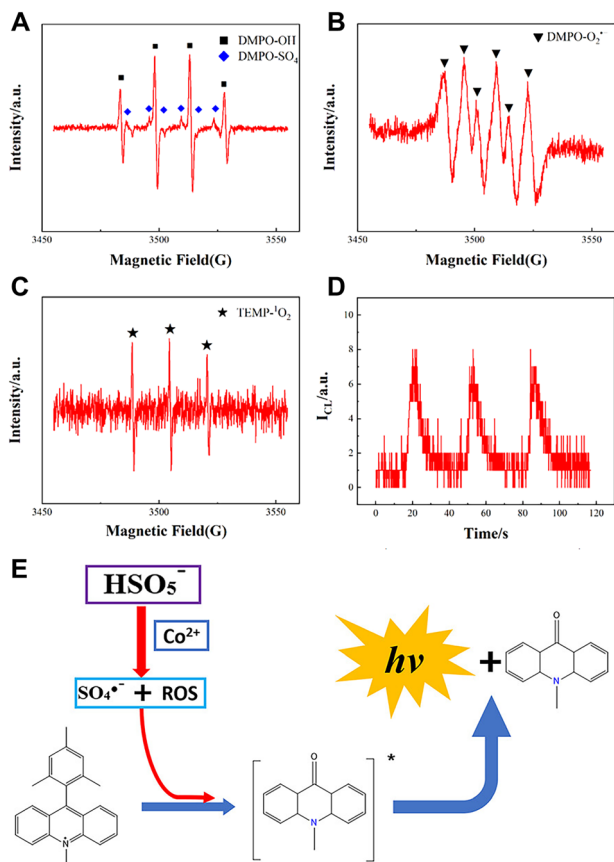 A
■ DMPO-OH
◆ DMPO-SO₄
Intensity/a.u.
3450 3500 3550
Magnetic Field(G)
B
▼ DMPO-O₂•⁻
Intensity/a.u.
3450 3500 3550
Magnetic Field(G)
C
★ TEMP-¹O₂
Intensity/a.u.
3450 3500 3550
Magnetic Field(G)
D
I_CL/a.u.
10
8
6
4
2
0
0 20 40 60 80 100 120
Time/s
E
HSO₅⁻
Co²⁺
SO₄•⁻ + ROS
hv + O
N
O *
N
N⁺